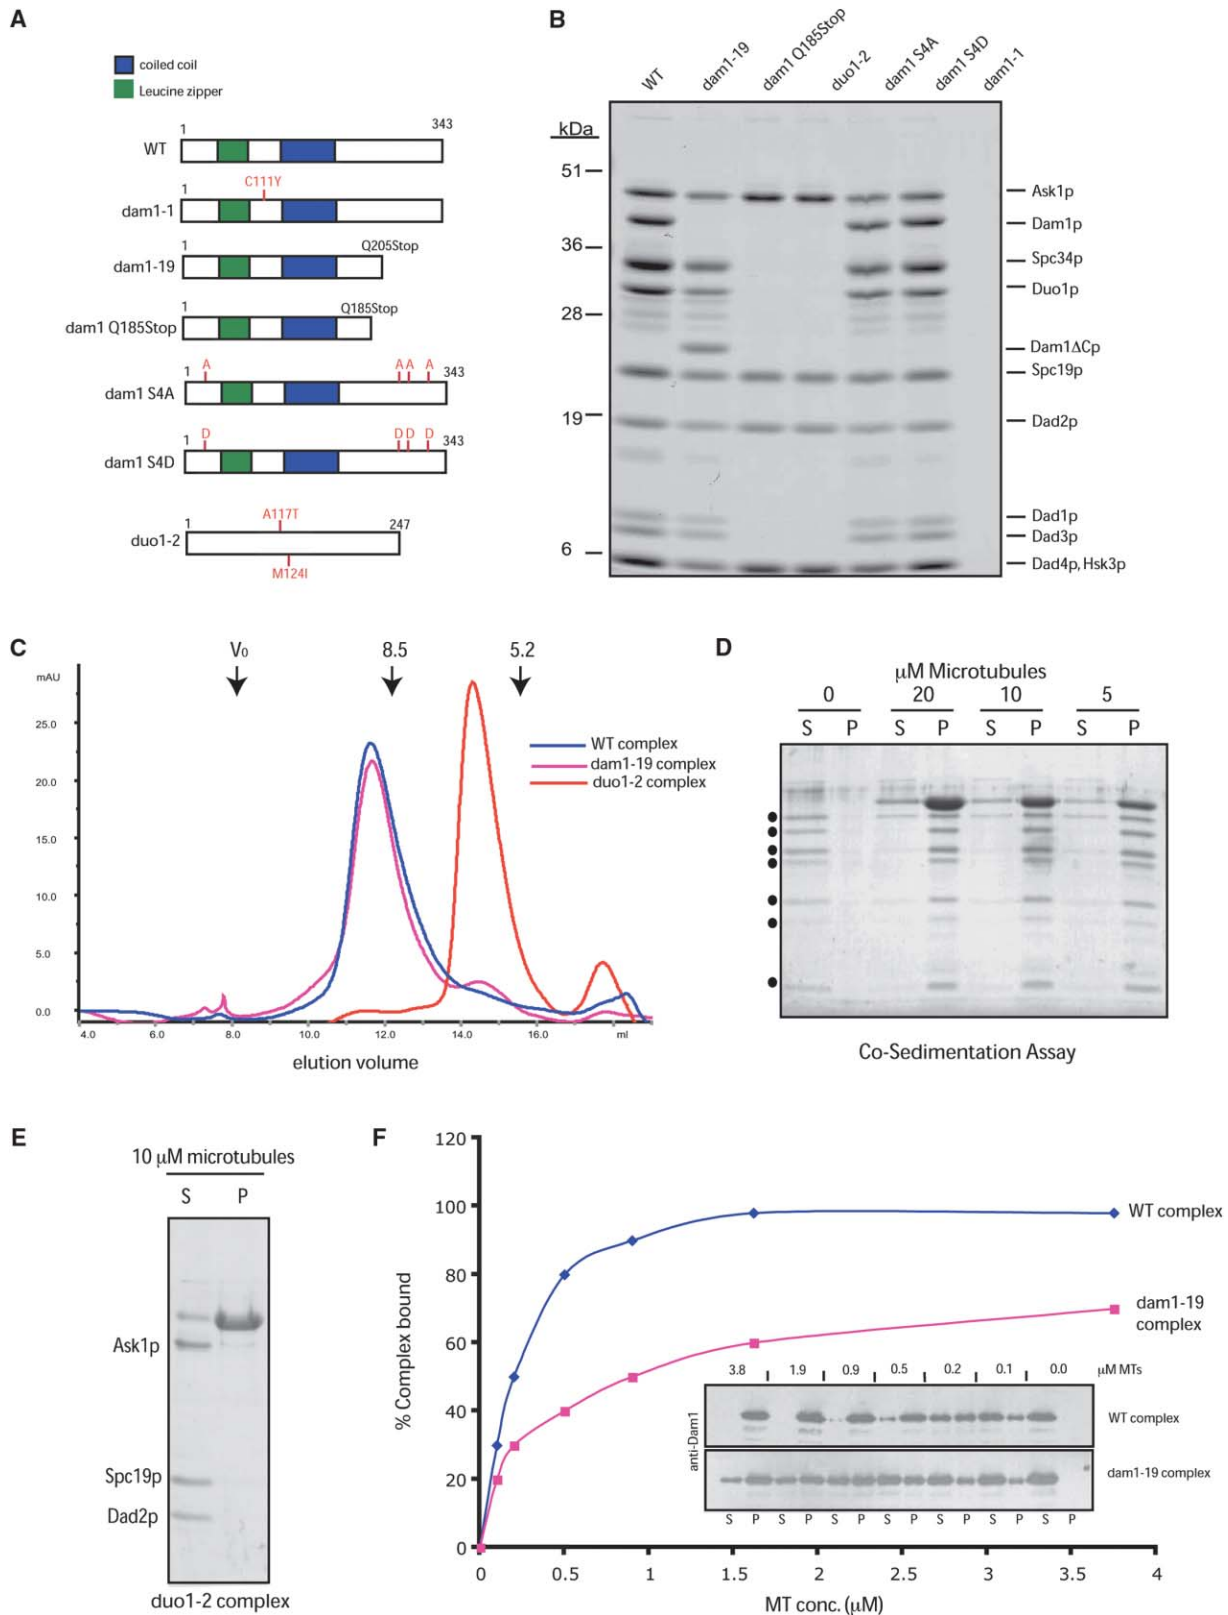 A
coiled coil
Leucine zipper
1
343
WT
C111Y
1
dam1-1
Q205Stop
1
dam1-19
Q185Stop
1
dam1 Q185Stop
A
A A
A
1
343
dam1 S4A
D
D D
D
1
343
dam1 S4D
A117T
1
247
duo1-2
M124I
B
WT
dam1-19
dam1 Q185Stop
duo1-2
dam1 S4A
dam1 S4D
dam1-1
kDa
51
36
28
19
6
Ask1p
Dam1p
Spc34p
Duo1p
Dam1ΔCp
Spc19p
Dad2p
Dad1p
Dad3p
Dad4p, Hsk3p
C
V₀
8.5
5.2
mAU
25.0
20.0
15.0
10.0
5.0
0.0
WT complex
dam1-19 complex
duo1-2 complex
4.0 6.0 8.0 10.0 12.0 14.0 16.0 ml
elution volume
D
μM Microtubules
0 20 10 5
S P S P S P S P
Co-Sedimentation Assay
E
10 μM microtubules
S P
Ask1p
Spc19p
Dad2p
duo1-2 complex
F
120
100
80
60
40
20
0
% Complex bound
WT complex
dam1-19
complex
3.8 1.9 0.9 0.5 0.2 0.1 0.0 μM MTs
anti-Dam1
WT complex
dam1-19 complex
S P S P S P S P S P S P S P
0 0.5 1 1.5 2 2.5 3 3.5 4
MT conc. (μM)